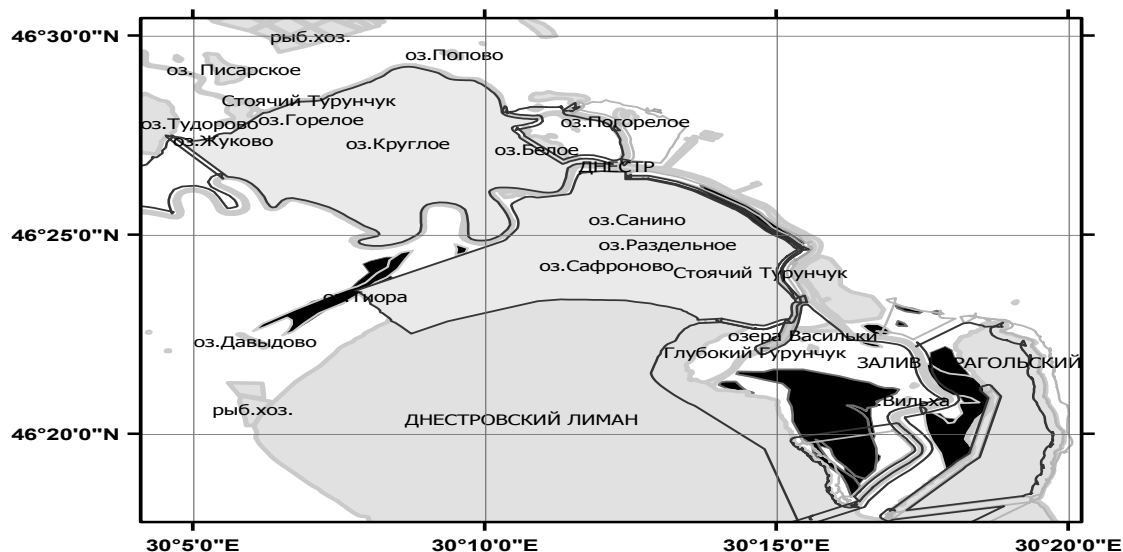 46°30'0"N
рыб.хоз.
оз.Попово
оз. Писарское
Стоячий Турунчук
оз.Тудорово
оз.Горелое
оз.Погорелое
оз.Жуково
оз.Круглое
оз.Белое
ДНЕСТР
46°25'0"N
оз.Санино
оз.Раздельное
оз.Сафроново
Стоячий Турунчук
оз.Давыдово
озера Васильки
Глубокий Турунчук
ЗАЛИВ
РАГОЛЬСКИЙ
рыб.хоз.
.Вильха
ДНЕСТРОВСКИЙ ЛИМАН
46°20'0"N
30°5'0"E
30°10'0"E
30°15'0"E
30°20'0"E